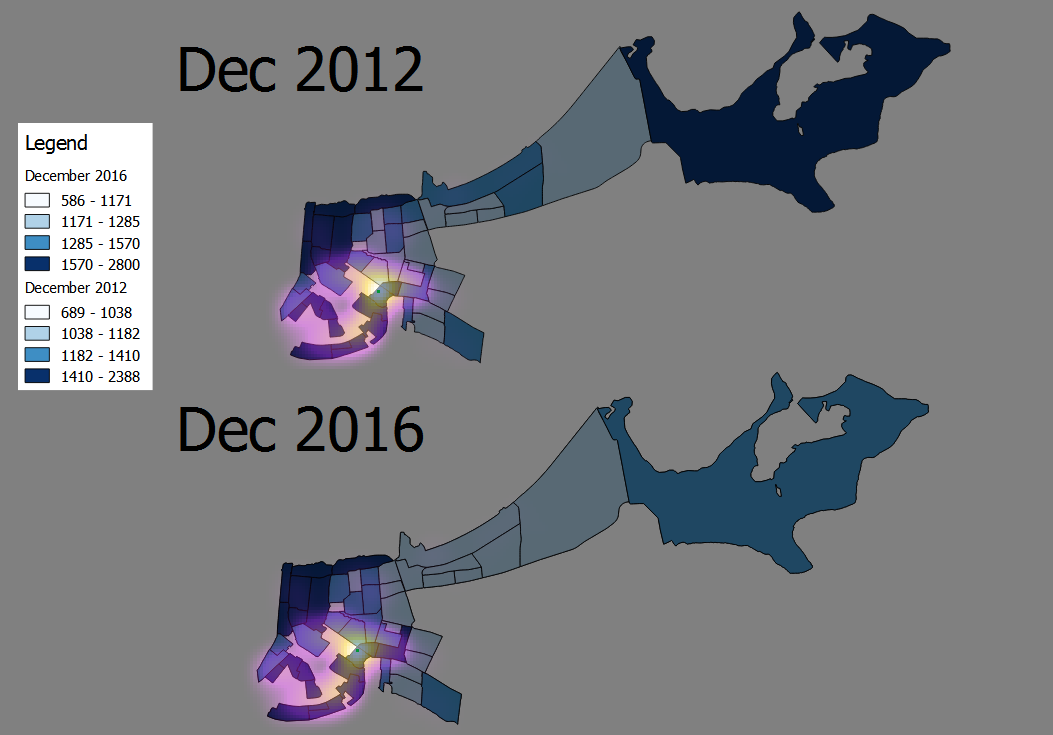 Dec 2012
Legend
December 2016
586 - 1171
1171 - 1285
1285 - 1570
1570 - 2800
December 2012
689 - 1038
1038 - 1182
1182 - 1410
1410 - 2388
Dec 2016